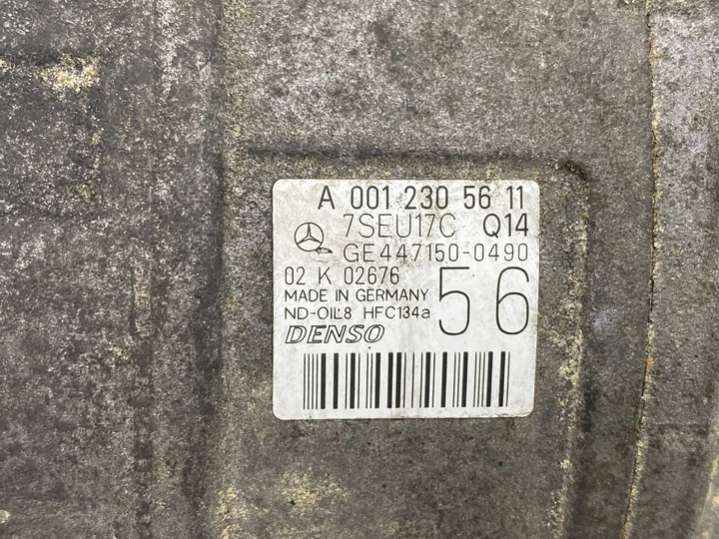 A 001 230 56 11
7SEU17C Q14
GE447150-0490
02 K 02676
MADE IN GERMANY
ND-OIL8 HFC134a
56
DENSO